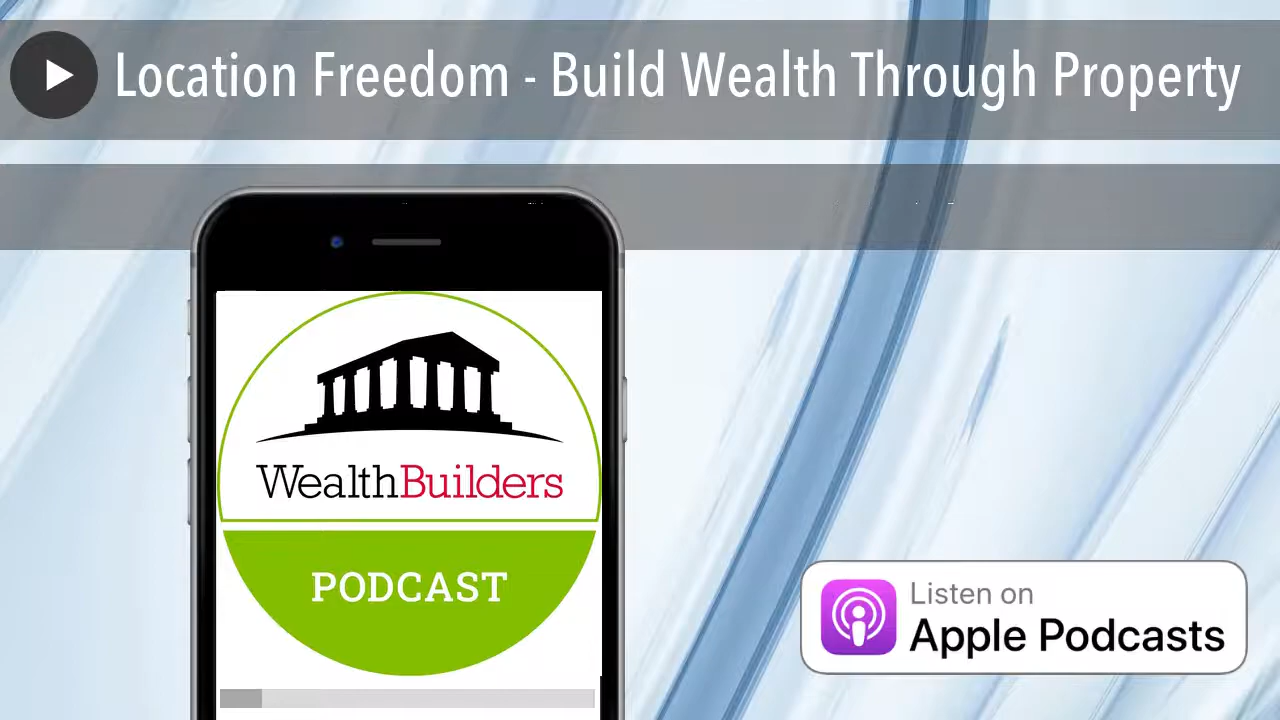 Location Freedom - Build Wealth Through Property
WealthBuilders
PODCAST
Listen on
Apple Podcasts